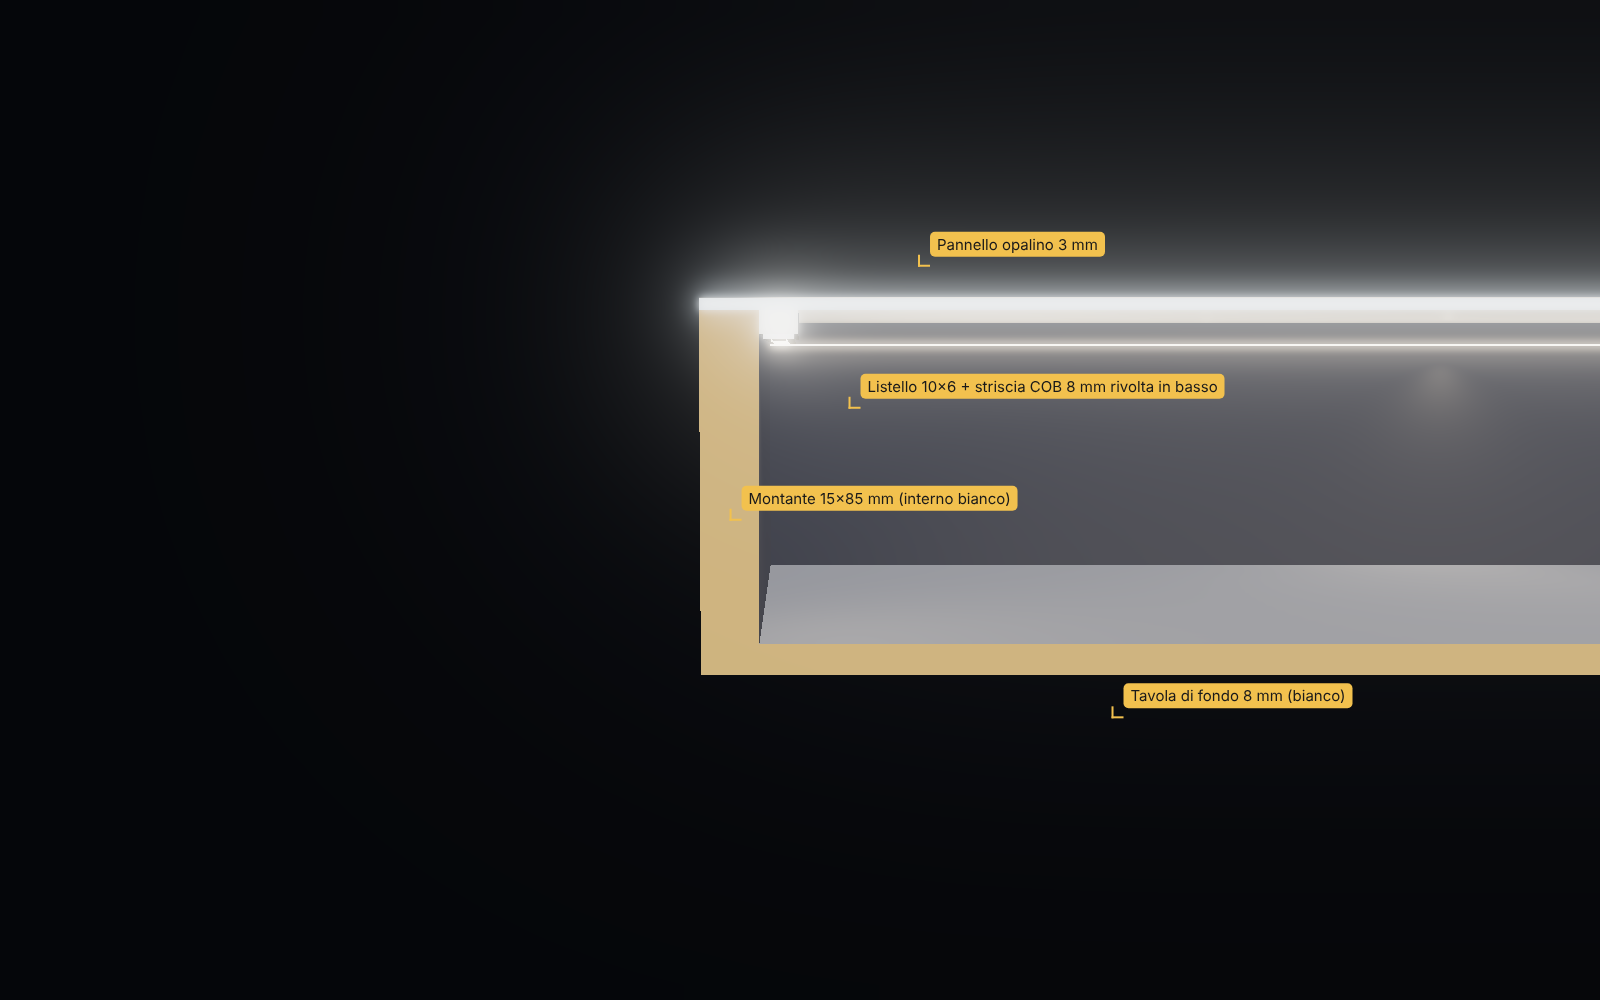 Pannello opalino 3 mm
Listello 10×6 + striscia COB 8 mm rivolta in basso
Montante 15×85 mm (interno bianco)
Tavola di fondo 8 mm (bianco)